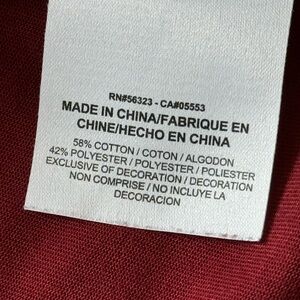 RN#56323 - CA#05553
MADE IN CHINA/FABRIQUE EN
CHINE/HECHO EN CHINA
58% COTTON / COTON / ALGODON
42% POLYESTER / POLYESTER / POLIESTER
EXCLUSIVE OF DECORATION / DECORATION
NON COMPRISE / NO INCLUYE LA
DECORACION